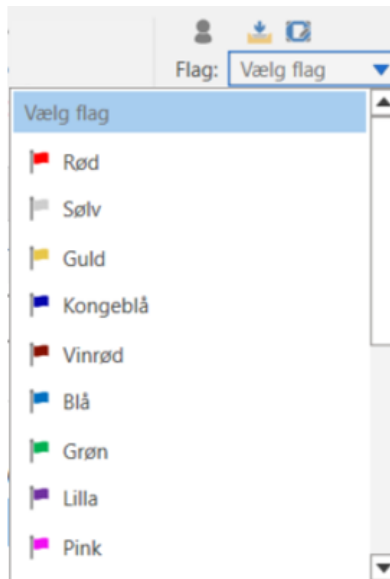 Flag: Vælg flag
Vælg flag
Rød
Sølv
Guld
Kongeblå
Vinrød
Blå
Grøn
Lilla
Pink